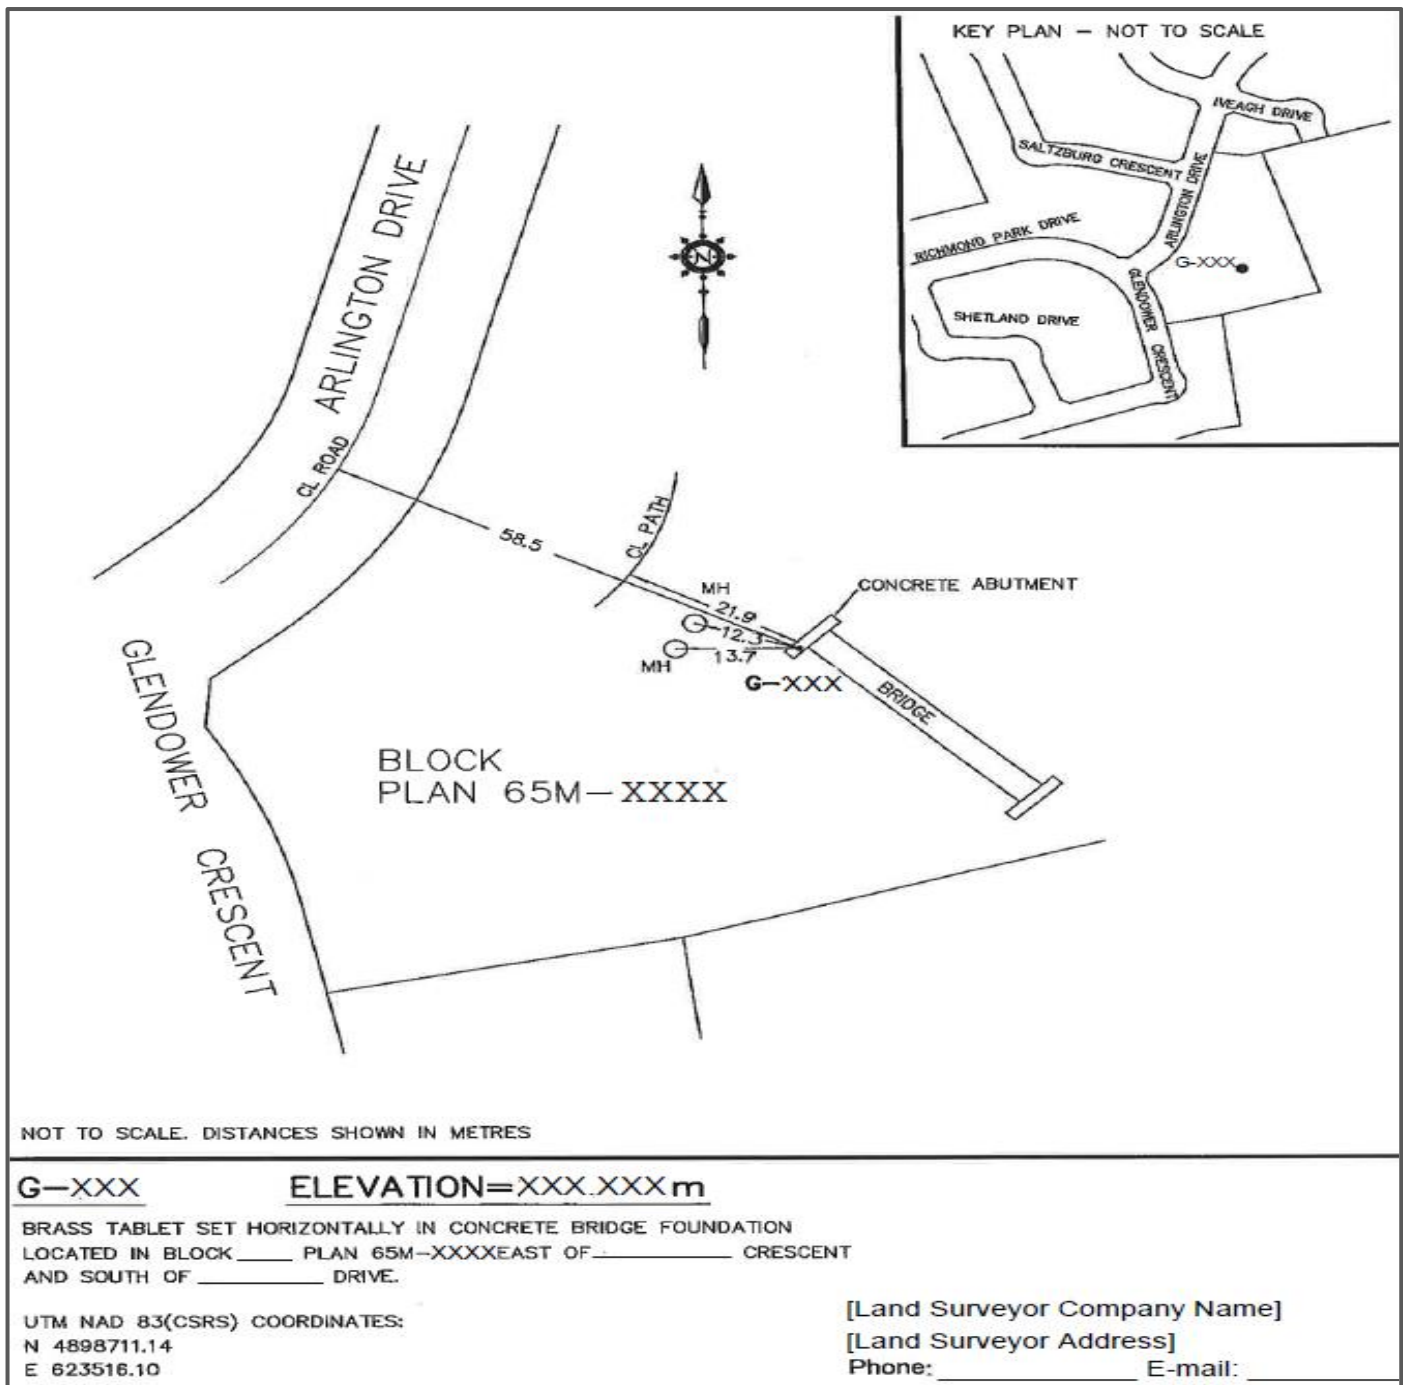 KEY PLAN – NOT TO SCALE
IVEAGH DRIVE
SALTZBURG CRESCENT
ARLINGTON DRIVE
RICHMOND PARK DRIVE
G-XXX
GLENDOWER CRESCENT
SHETLAND DRIVE
ARLINGTON DRIVE
N
CL ROAD
58.5
CL PATH
MH
21.9
12.3
13.7
MH
CONCRETE ABUTMENT
G-XXX
BRIDGE
GLENDOWER CRESCENT
BLOCK
PLAN 65M-XXXX
NOT TO SCALE. DISTANCES SHOWN IN METRES
G-XXX ELEVATION=XXX.XXX m
BRASS TABLET SET HORIZONTALLY IN CONCRETE BRIDGE FOUNDATION
LOCATED IN BLOCK ____ PLAN 65M-XXXXEAST OF __________ CRESCENT
AND SOUTH OF _________ DRIVE.
UTM NAD 83(CSRS) COORDINATES:
N 4898711.14
E 623516.10
[Land Surveyor Company Name]
[Land Surveyor Address]
Phone: ______________ E-mail: ___________